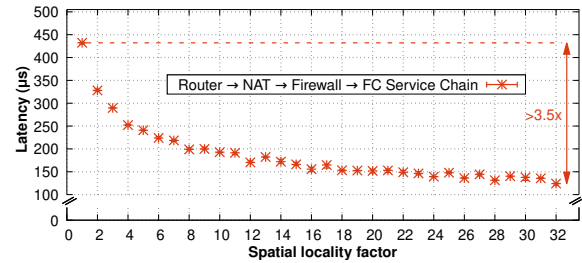 500
450
400
350
300
250
200
150
100
0
Latency (μs)
Router → NAT → Firewall → FC Service Chain
>3.5x
0 2 4 6 8 10 12 14 16 18 20 22 24 26 28 30 32
Spatial locality factor